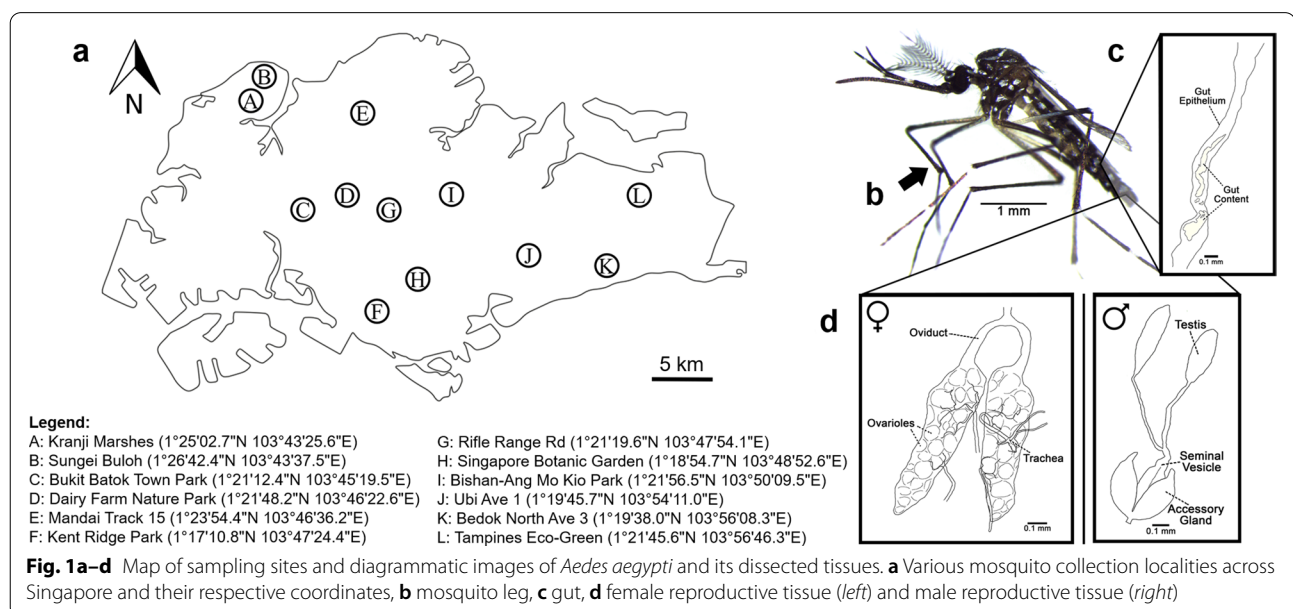 a
N
B
A
E
C
D
G
I
L
J
K
H
F
5 km
b
1 mm
c
Gut
Epithelium
Gut
Content
0.1 mm
d
♀
Oviduct
Ovarioles
Trachea
0.1 mm
♂
Testis
Seminal
Vesicle
Accessory
Gland
0.1 mm
Legend:
A: Kranji Marshes (1°25'02.7"N 103°43'25.6"E)
B: Sungei Buloh (1°26'42.4"N 103°43'37.5"E)
C: Bukit Batok Town Park (1°21'12.4"N 103°45'19.5"E)
D: Dairy Farm Nature Park (1°21'48.2"N 103°46'22.6"E)
E: Mandai Track 15 (1°23'54.4"N 103°46'36.2"E)
F: Kent Ridge Park (1°17'10.8"N 103°47'24.4"E)
G: Rifle Range Rd (1°21'19.6"N 103°47'54.1"E)
H: Singapore Botanic Garden (1°18'54.7"N 103°48'52.6"E)
I: Bishan-Ang Mo Kio Park (1°21'56.5"N 103°50'09.5"E)
J: Ubi Ave 1 (1°19'45.7"N 103°54'11.0"E)
K: Bedok North Ave 3 (1°19'38.0"N 103°56'08.3"E)
L: Tampines Eco-Green (1°21'45.6"N 103°56'46.3"E)
Fig. 1a–d Map of sampling sites and diagrammatic images of Aedes aegypti and its dissected tissues. a Various mosquito collection localities across
Singapore and their respective coordinates, b mosquito leg, c gut, d female reproductive tissue (left) and male reproductive tissue (right)